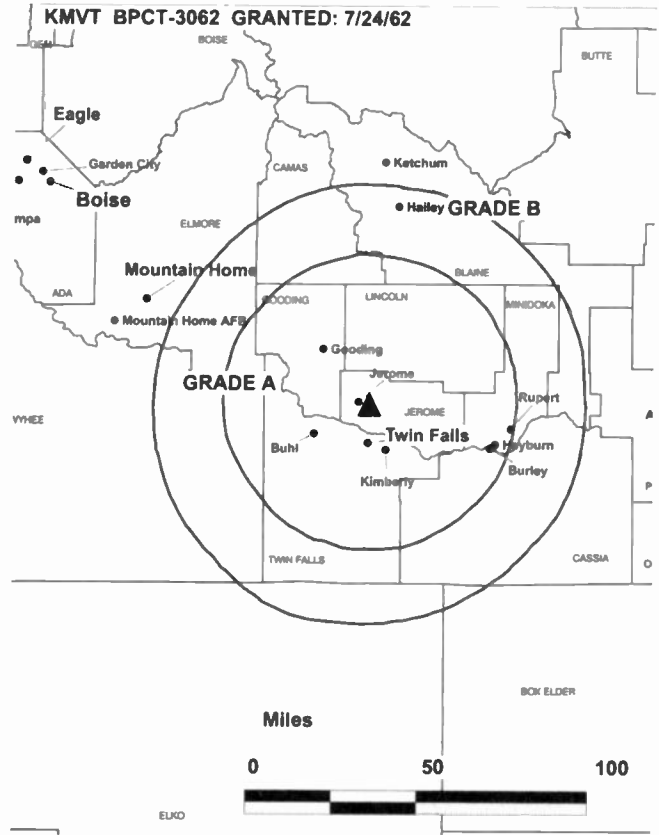 KMVT BPCT-3062 GRANTED: 7/24/62
GEM
BOISE
BUTTE
Eagle
Garden City
Ketchum
CAMAS
Boise
Hailey
GRADE B
mpa
ELMORE
Mountain Home
BLAINE
ADA
GOODING
LINCOLN
MINIDOKA
Mountain Home AFB
Gooding
Jerome
GRADE A
Rupert
WYHEE
JEROME
A
Twin Falls
Heyburn
Buhl
Burley
Kimberly
P
TWIN FALLS
CASSIA
O
BOX ELDER
Miles
0 50 100
ELKO